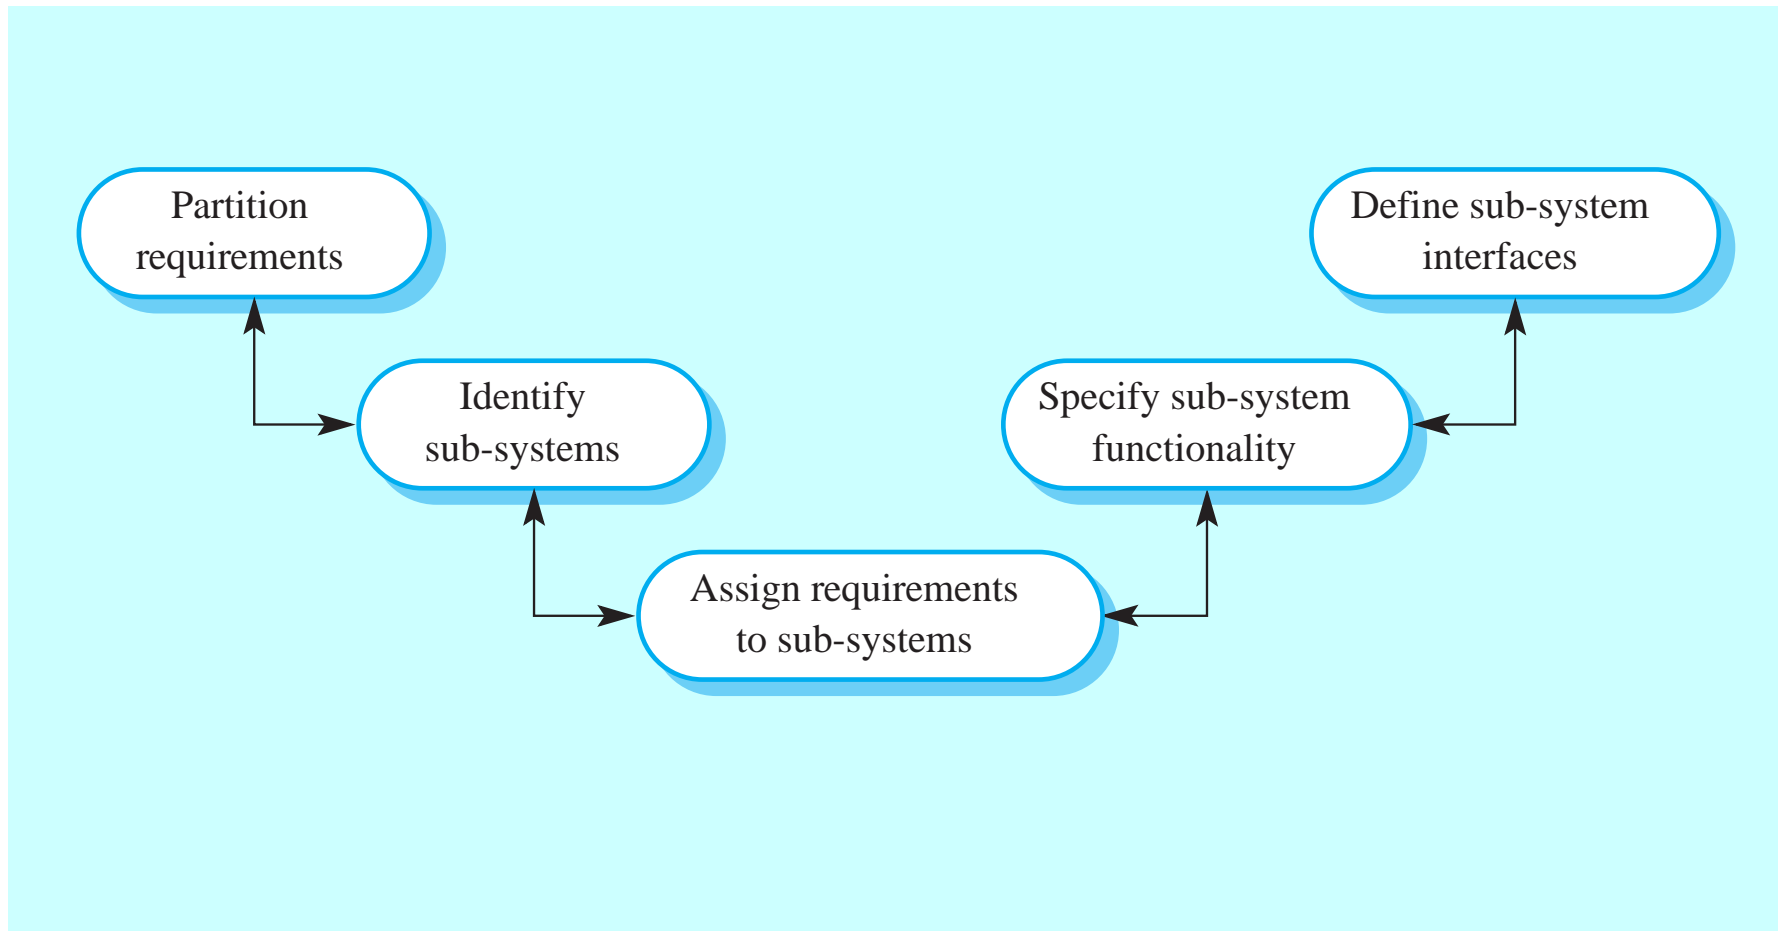 Partition
requirements
Identify
sub-systems
Assign requirements
to sub-systems
Specify sub-system
functionality
Define sub-system
interfaces